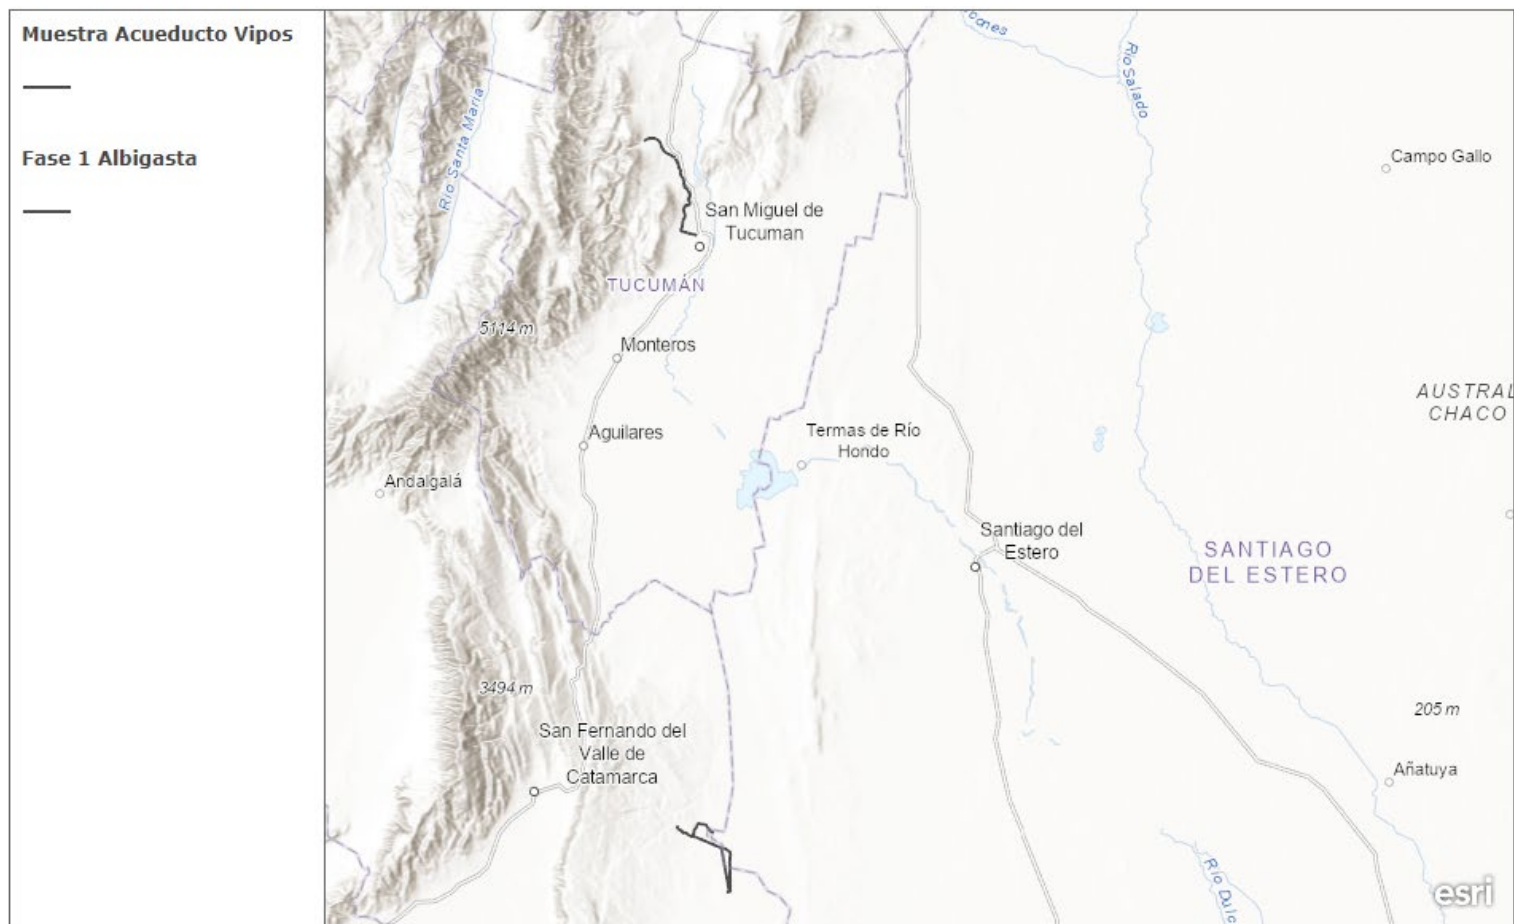 Muestra Acueducto Vipos
Fase 1 Albigasta
Río Santa María
Río Salado
Campo Gallo
San Miguel de
Tucuman
TUCUMÁN
5114 m
Monteros
AUSTRAL
CHACO
Aguilares
Termas de Río
Hondo
Andalgalá
Santiago del
Estero
SANTIAGO
DEL ESTERO
3494 m
205 m
San Fernando del
Valle de
Catamarca
Añatuya
Río Dulc
esri